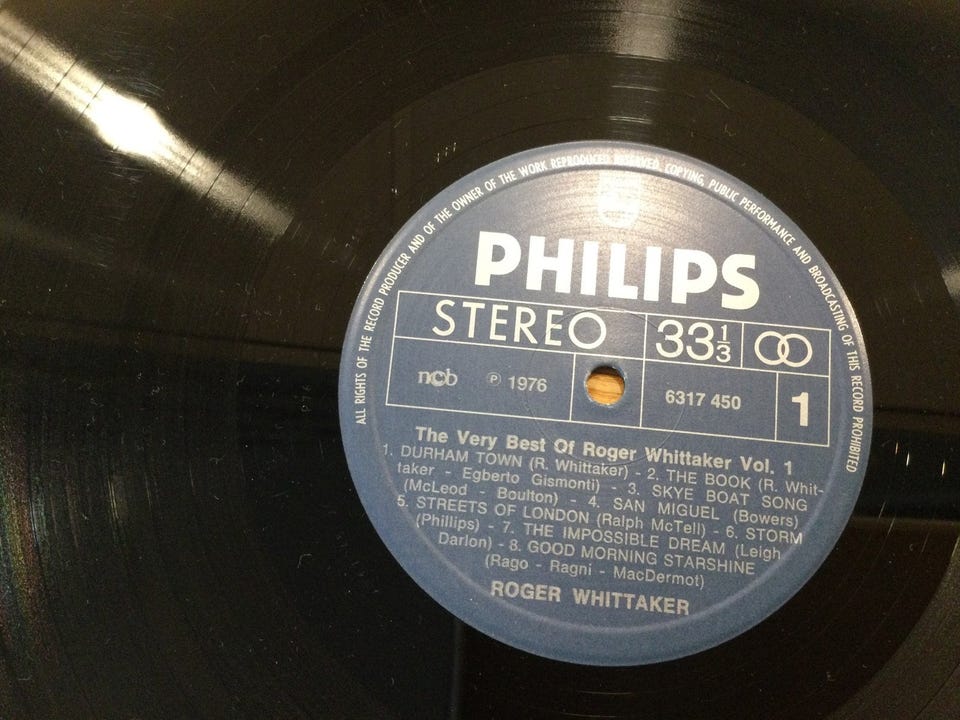 ALL RIGHTS OF THE RECORD PRODUCER AND OF THE OWNER OF THE WORK REPRODUCED RESERVED. COPYING, PUBLIC PERFORMANCE AND BROADCASTING OF THIS RECORD PROHIBITED
PHILIPS
STEREO 33 1/3
ncb ℗ 1976 6317 450 1
The Very Best Of Roger Whittaker Vol. 1
1. DURHAM TOWN (R. Whittaker) - 2. THE BOOK (R. Whit-
taker - Egberto Gismonti) - 3. SKYE BOAT SONG
(McLeod - Boulton) - 4. SAN MIGUEL (Bowers)
5. STREETS OF LONDON (Ralph McTell) - 6. STORM
(Phillips) - 7. THE IMPOSSIBLE DREAM (Leigh
Darlon) - 8. GOOD MORNING STARSHINE
(Rago - Ragni - MacDermot)
ROGER WHITTAKER